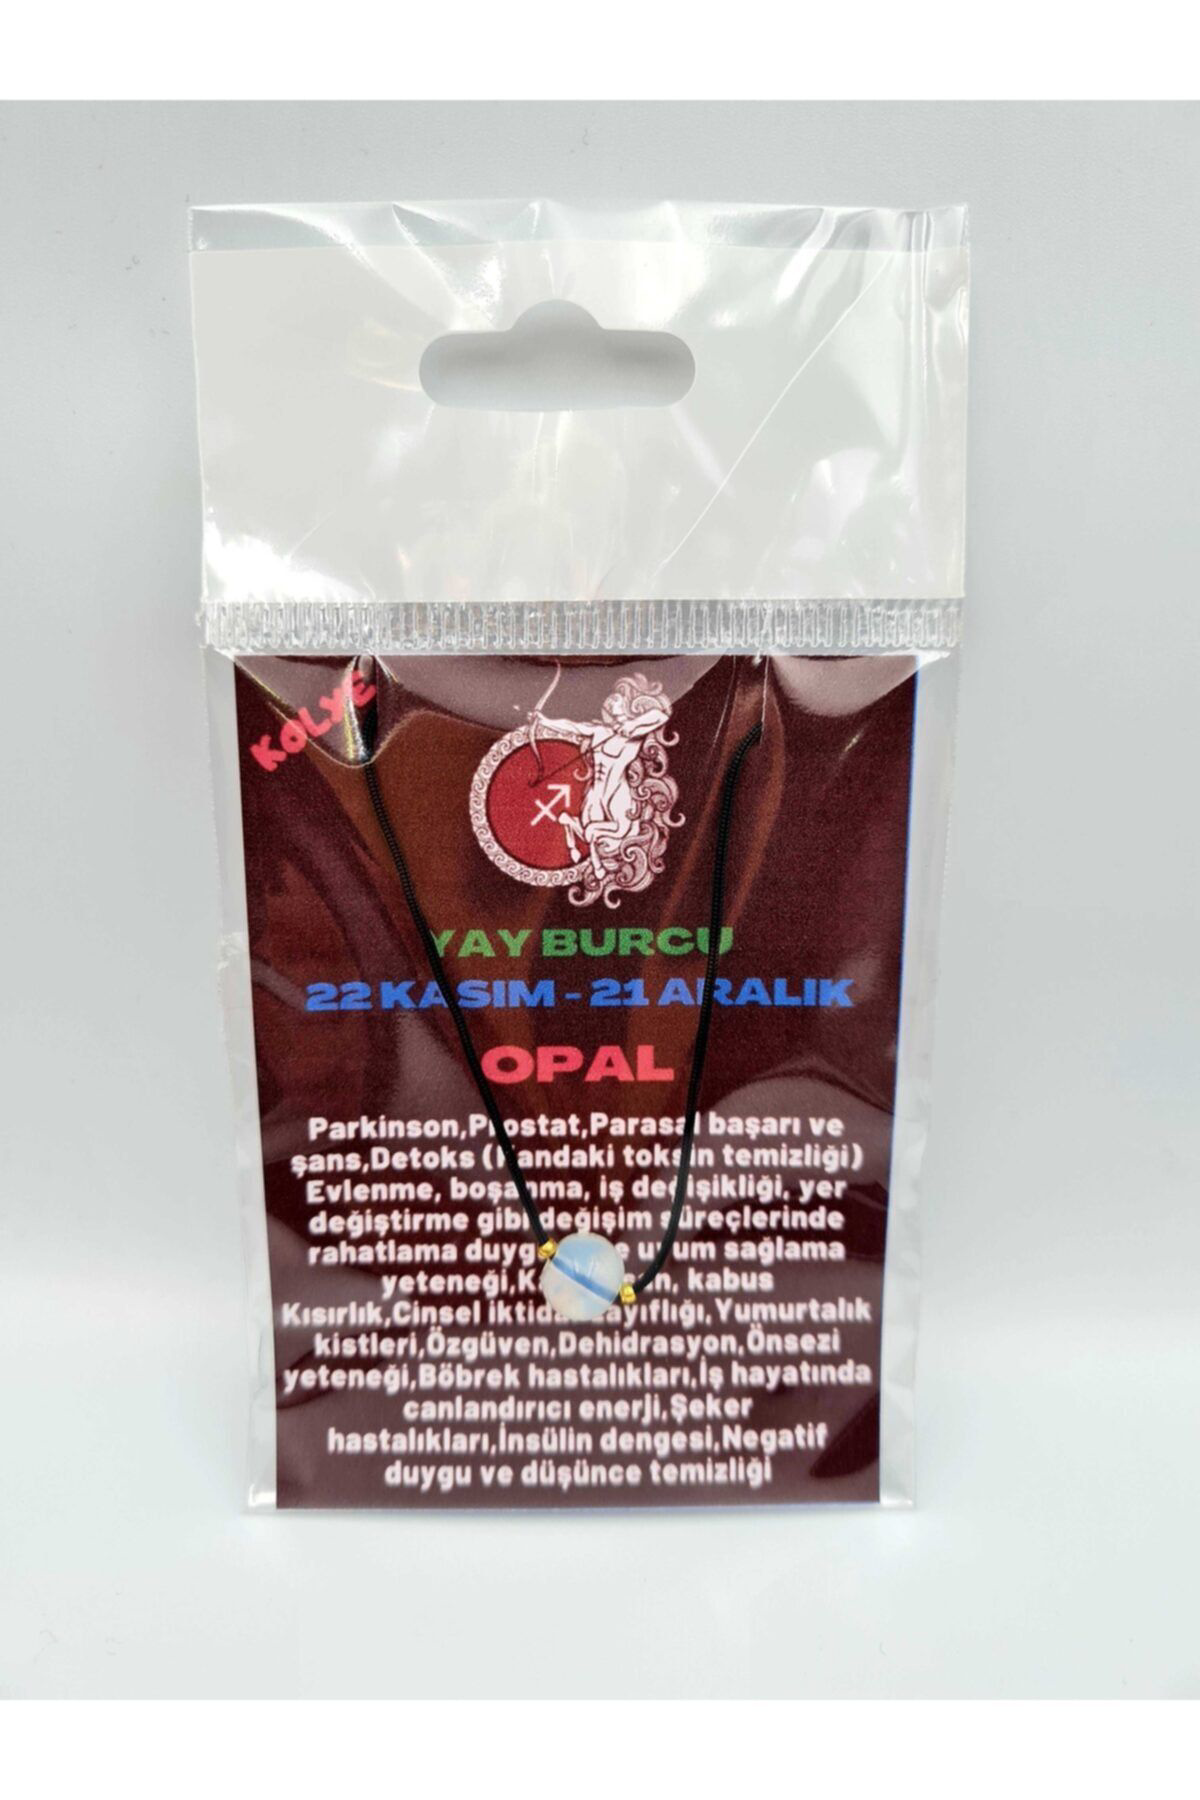 KOLYE
YAY BURCU
22 KASIM - 21 ARALIK
OPAL
Parkinson,Prostat,Parasal başarı ve
şans,Detoks (Kandaki toksin temizliği)
Evlenme, boşanma, iş değişikliği, yer
değiştirme gibi değişim süreçlerinde
rahatlama uyum sağlama
yeteneği, kabus
Kısırlık,Cinsel iktidar zayıflığı,Yumurtalık
kistleri,Özgüven,Dehidrasyon,Önsezi
yeteneği,Böbrek hastalıkları,İş hayatında
canlandırıcı enerji,Şeker
hastalıkları,İnsülin dengesi,Negatif
duygu ve düşünce temizliği